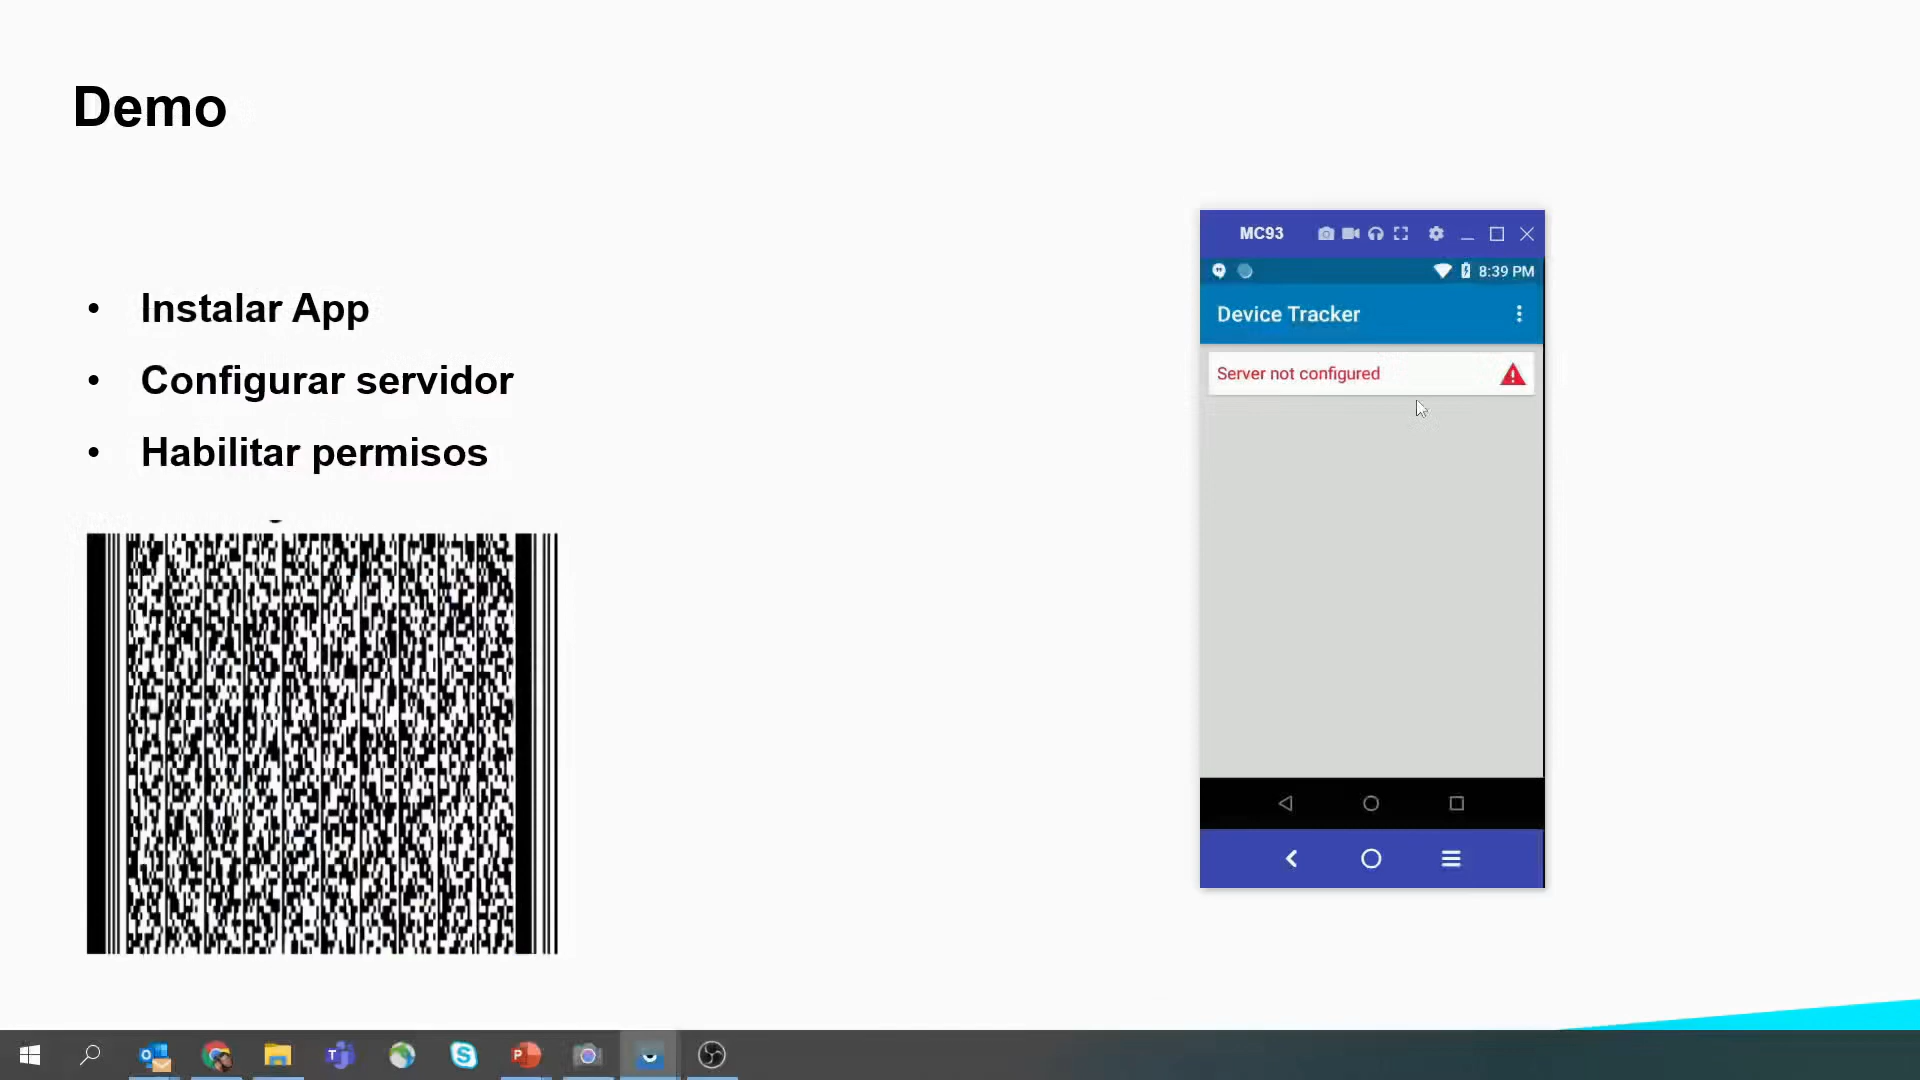 Demo
• Instalar App
• Configurar servidor
• Habilitar permisos
MC93
8:39 PM
Device Tracker
Server not configured